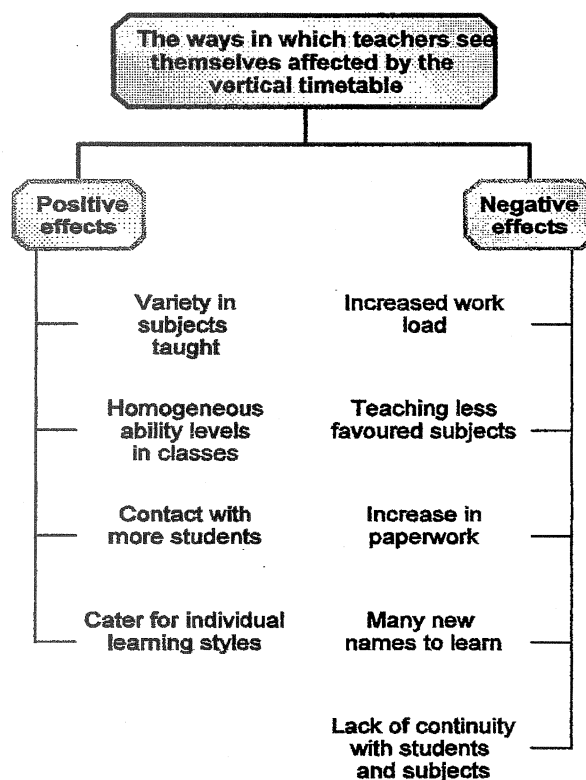 The ways in which teachers see
themselves affected by the
vertical timetable
Positive
effects
Negative
effects
Variety in
subjects
taught
Homogeneous
ability levels
in classes
Contact with
more students
Cater for individual
learning styles
Increased work
load
Teaching less
favoured subjects
Increase in
paperwork
Many new
names to learn
Lack of continuity
with students
and subjects